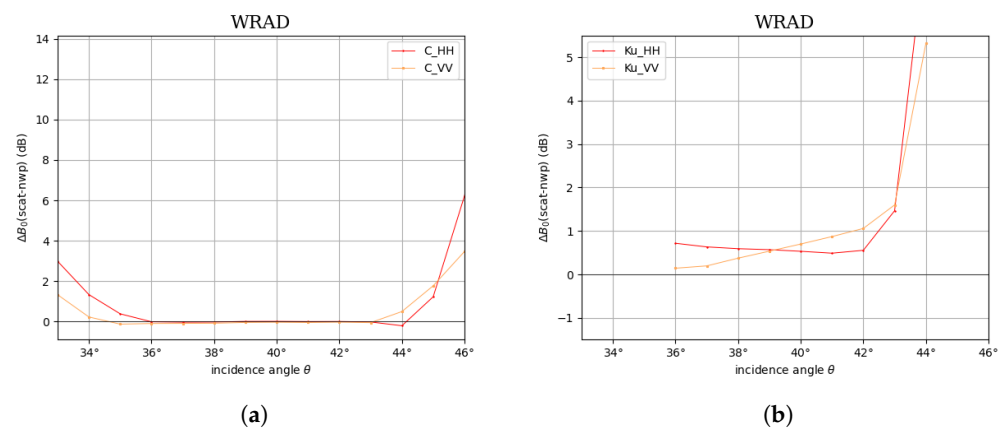 WRAD
14
12
10
8
6
4
2
0
ΔB₀(scat-nwp) (dB)
C_HH
C_VV
34° 36° 38° 40° 42° 44° 46°
incidence angle θ
(a)
WRAD
5
4
3
2
1
0
−1
ΔB₀(scat-nwp) (dB)
Ku_HH
Ku_VV
34° 36° 38° 40° 42° 44° 46°
incidence angle θ
(b)